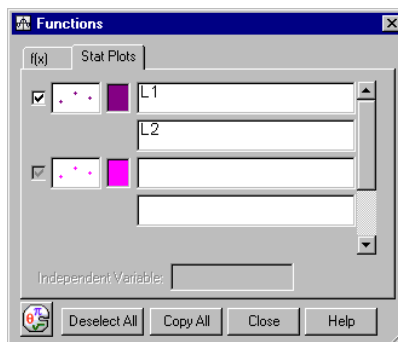 Functions
f(x) Stat Plots
L1
L2
Independent Variable:
Deselect All Copy All Close Help